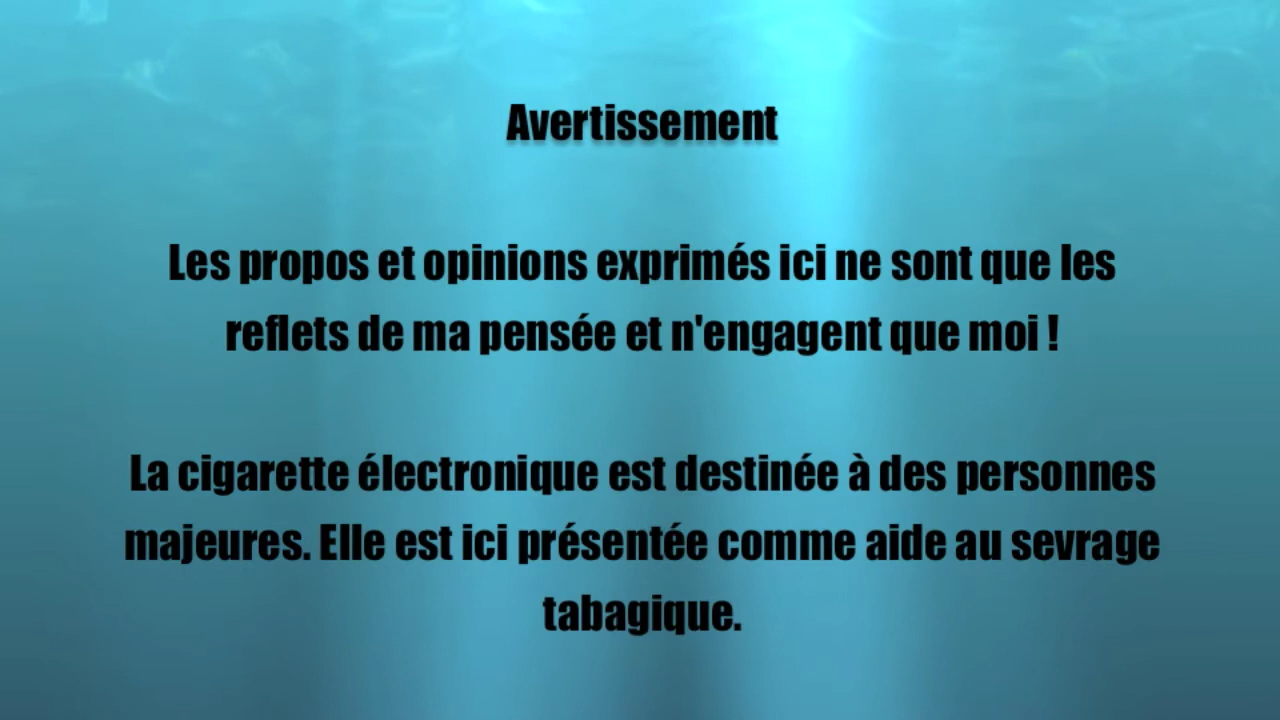 Avertissement
Les propos et opinions exprimés ici ne sont que les
reflets de ma pensée et n'engagent que moi !
La cigarette électronique est destinée à des personnes
majeures. Elle est ici présentée comme aide au sevrage
tabagique.